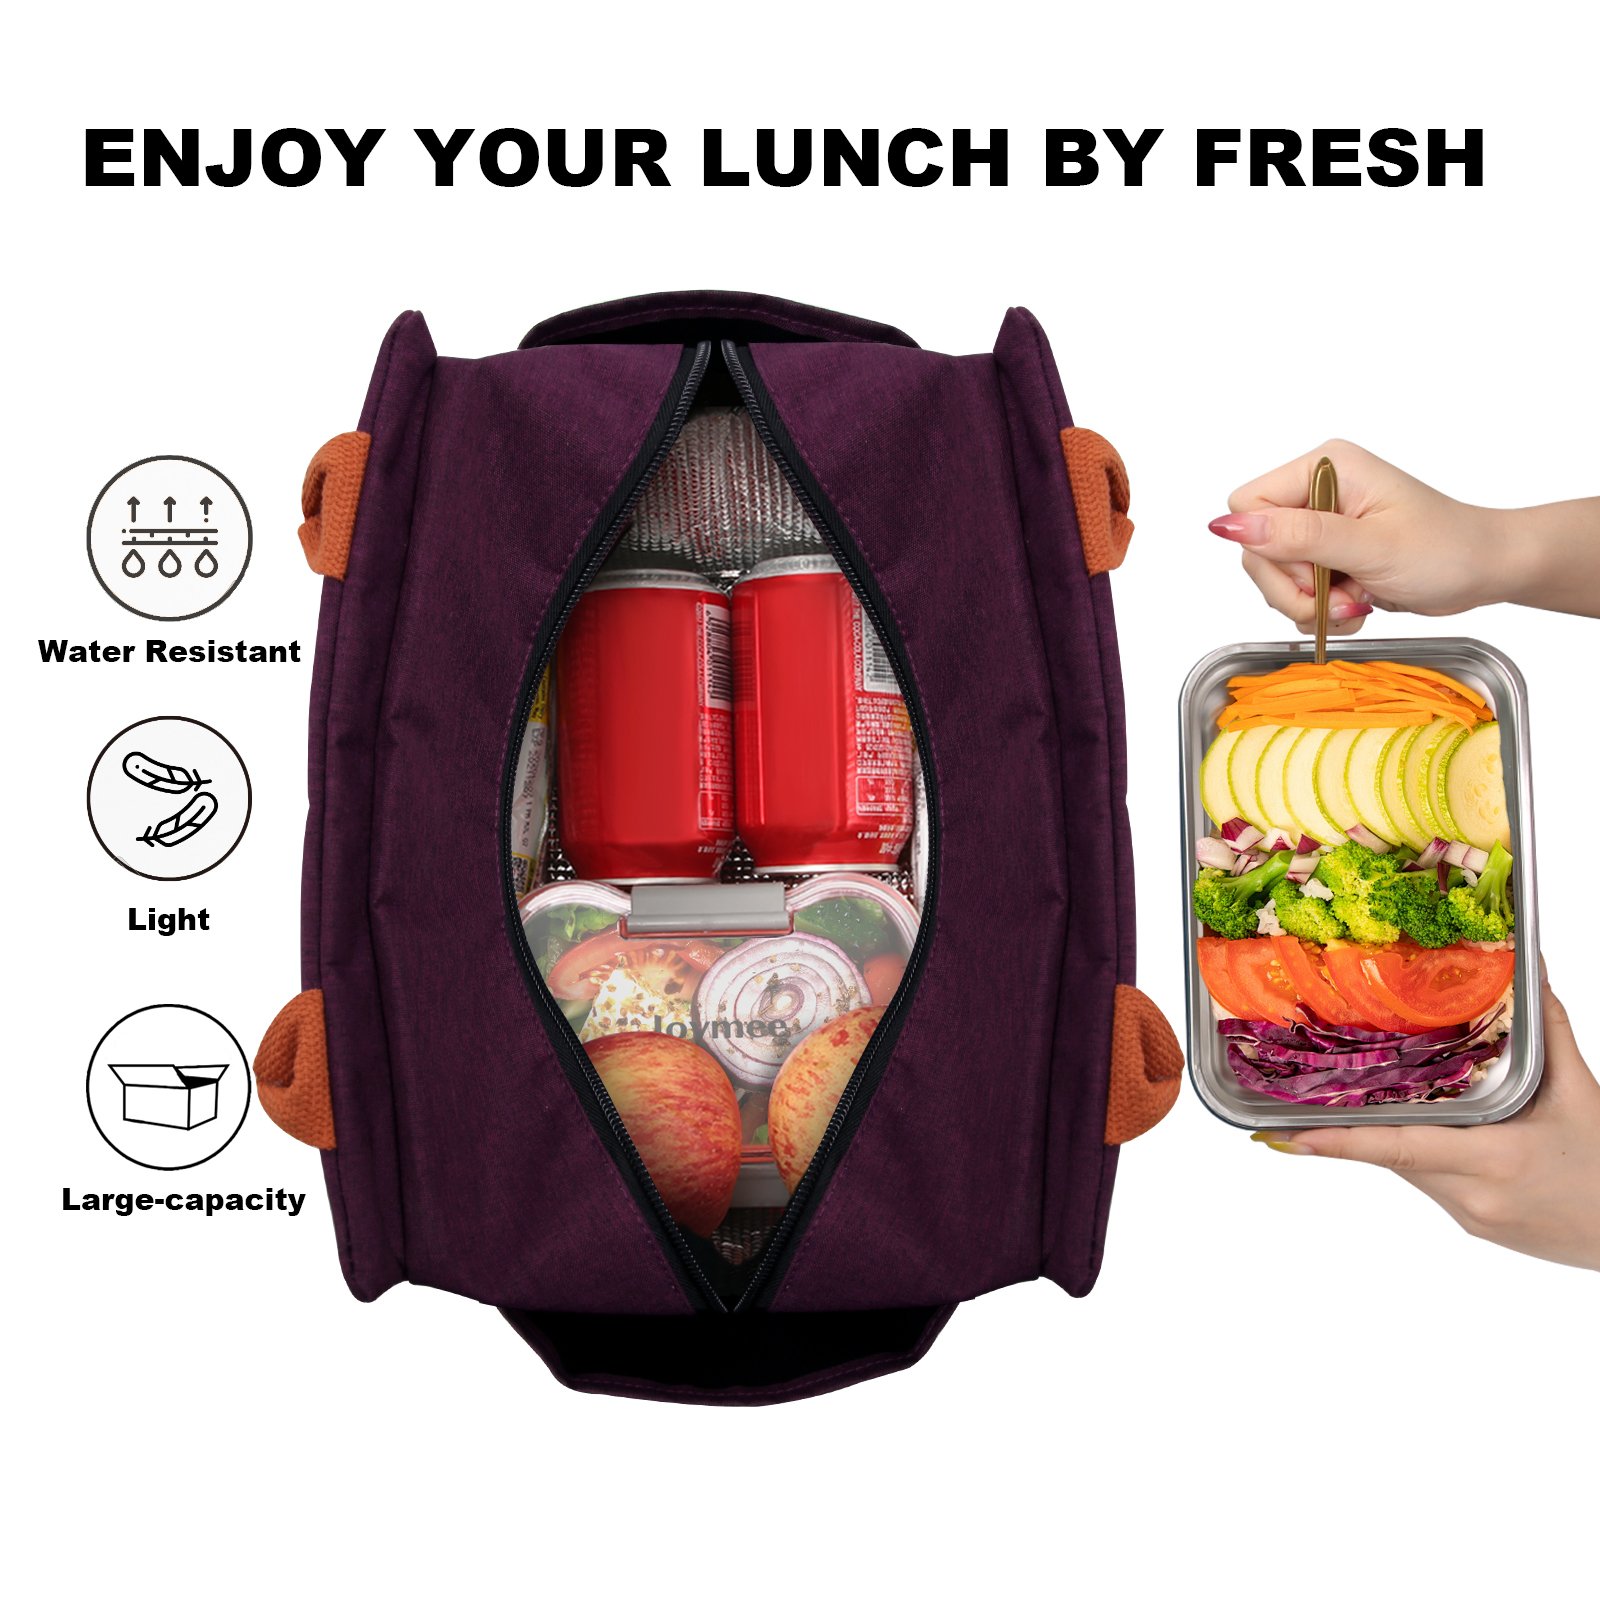 ENJOY YOUR LUNCH BY FRESH
Water Resistant
Light
Large-capacity
Joymee